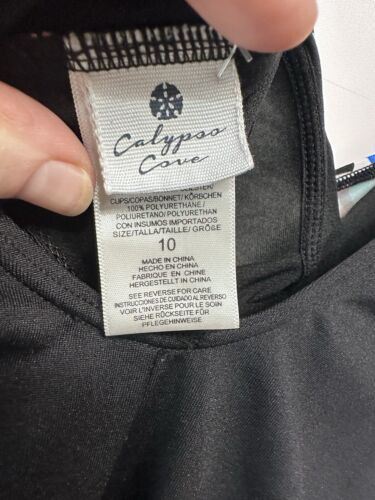 Calypso
Cove
CUPS/COPAS/BONNET/ KÖRBCHEN
100% POLYURETHANE/
POLIURETANO/ POLYURETHAN
CON INSUMOS IMPORTADOS
SIZE/TALLA/TAILLE/ GRÖßE
10
MADE IN CHINA
HECHO EN CHINA
FABRIQUE EN CHINE
HERGESTELLT IN CHINA
SEE REVERSE FOR CARE
INSTRUCCIONES DE CUIDADO AL REVERSO
VOIR L'INVERSE POUR LE SOIN
SIEHE RÜCKSEITE FÜR
PFLEGEHINWEISE